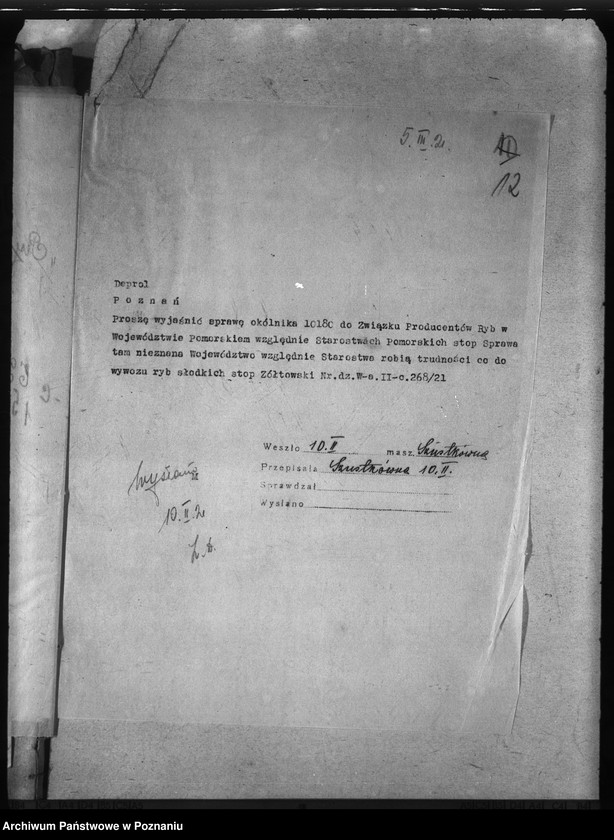 5.III.21.
12
Deprol
P o z n a ń
Proszę wyjaśnić sprawę okólnika 10180 do Związku Producentów Ryb w
Województwie Pomorskiem względnie Starostwach Pomorskich stop Sprawa
tam nieznana Województwo względnie Starostwa robią trudności co do
wywozu ryb słodkich stop Żółtowski Nr.dz.W-a.II-c.268/21
Weszło 10.II masz. Szustkówna
Przepisała Szustkówna 10.II.
Sprawdzał
Wysłano
wysłano
10.II.21
Archiwum Państwowe w Poznaniu